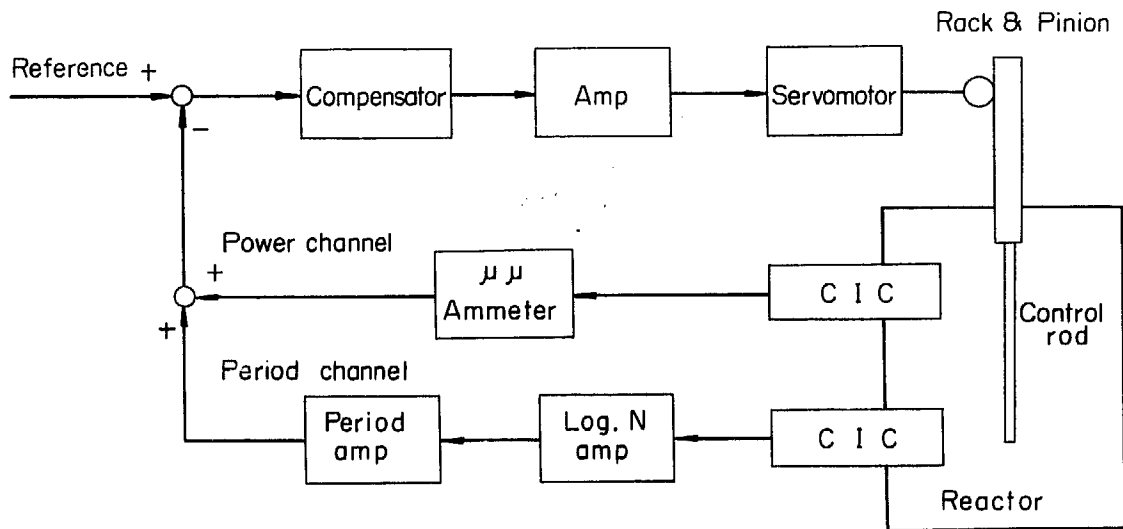 Rack & Pinion
Reference
+
Compensator
Amp
Servomotor
−
Power channel
+
μμ
Ammeter
C I C
Control
rod
+
Period channel
Period
amp
Log. N
amp
C I C
Reactor